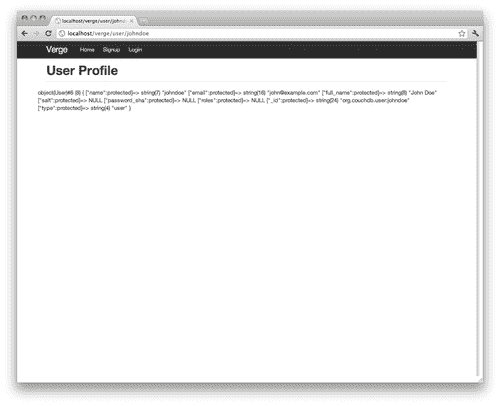 localhost/verge/user/johndoe
localhost/verge/user/johndoe
Verge Home Signup Login
User Profile
object(User)#6 (8) { ["name":protected]=> string(7) "johndoe" ["email":protected]=> string(16) "john@example.com" ["full_name":protected]=> string(8) "John Doe"
["salt":protected]=> NULL ["password_sha":protected]=> NULL ["roles":protected]=> NULL ["_id":protected]=> string(24) "org.couchdb.user:johndoe"
["type":protected]=> string(4) "user" }